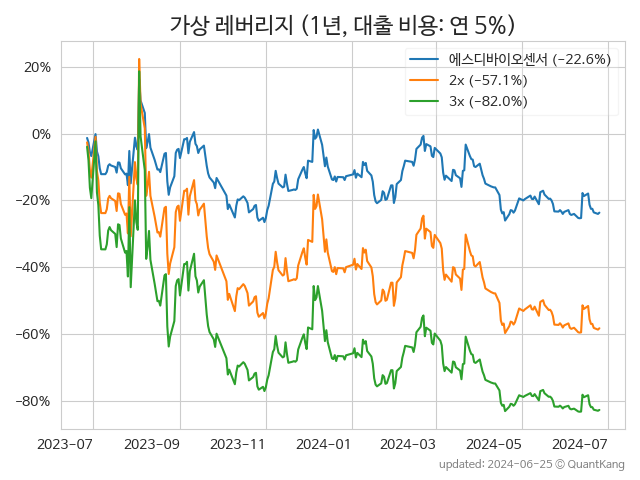 가상 레버리지 (1년, 대출 비용: 연 5%)
에스디바이오센서 (−22.6%)
2x (−57.1%)
3x (−82.0%)
20%
0%
−20%
−40%
−60%
−80%
2023-07 2023-09 2023-11 2024-01 2024-03 2024-05 2024-07
updated: 2024-06-25 © QuantKang